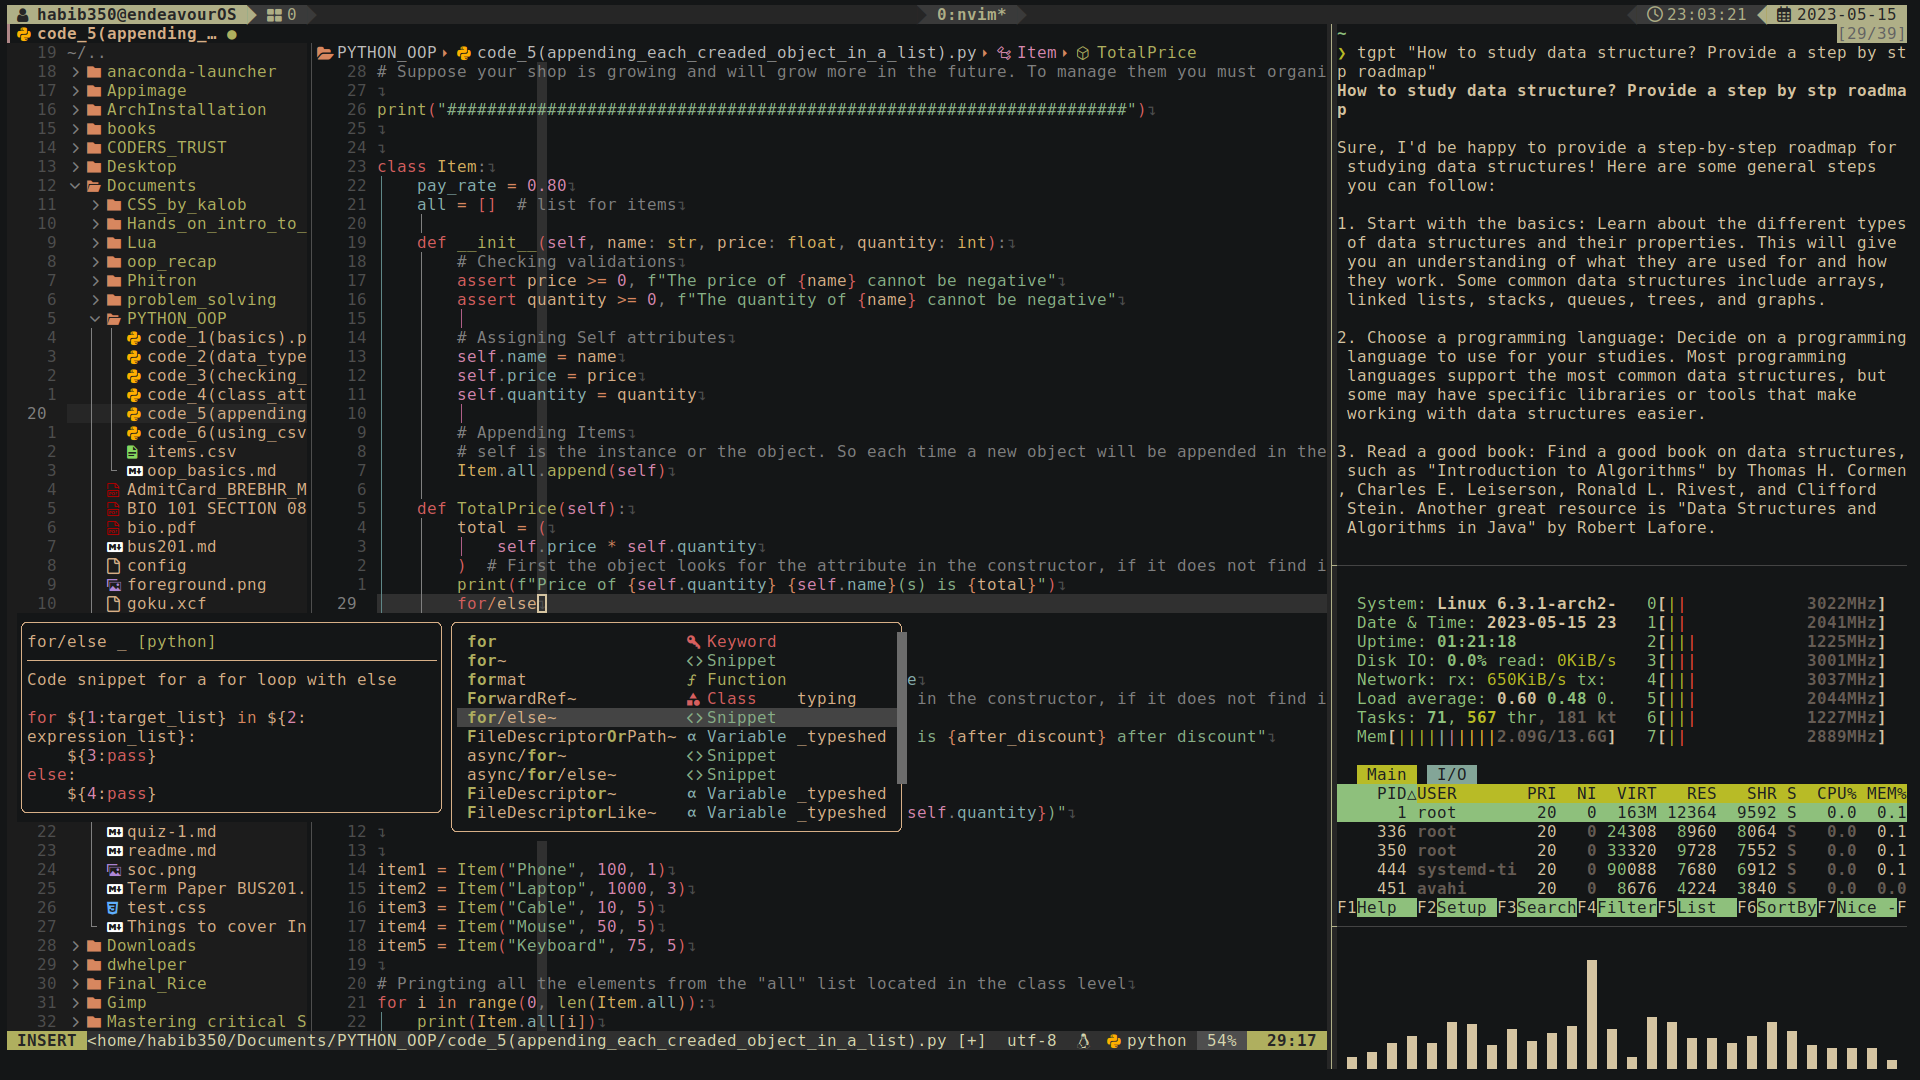 habib350@endeavourOS 0 0:nvim* 23:03:21 2023-05-15
code_5(appending_… ●
19 ~/..
18 anaconda-launcher
17 Appimage
16 ArchInstallation
15 books
14 CODERS_TRUST
13 Desktop
12 Documents
11 CSS_by_kalob
10 Hands_on_intro_to_
9 Lua
8 oop_recap
7 Phitron
6 problem_solving
5 PYTHON_OOP
4 code_1(basics).p
3 code_2(data_type
2 code_3(checking_
1 code_4(class_att
20 code_5(appending
1 code_6(using_csv
2 items.csv
3 oop_basics.md
4 AdmitCard_BREBHR_M
5 BIO 101 SECTION 08
6 bio.pdf
7 bus201.md
8 config
9 foreground.png
10 goku.xcf
22 quiz-1.md
23 readme.md
24 soc.png
25 Term Paper BUS201.
26 test.css
27 Things to cover In
28 Downloads
29 dwhelper
30 Final_Rice
31 Gimp
32 Mastering critical S
PYTHON_OOP code_5(appending_each_creaded_object_in_a_list).py Item TotalPrice
28 # Suppose your shop is growing and will grow more in the future. To manage them you must organi
27
26 print("####################################################################")
25
24
23 class Item:
22 pay_rate = 0.80
21 all = []  # list for items
20
19 def __init__(self, name: str, price: float, quantity: int):
18 # Checking validations
17 assert price >= 0, f"The price of {name} cannot be negative"
16 assert quantity >= 0, f"The quantity of {name} cannot be negative"
15
14 # Assigning Self attributes
13 self.name = name
12 self.price = price
11 self.quantity = quantity
10
9 # Appending Items
8 # self is the instance or the object. So each time a new object will be appended in the
7 Item.all.append(self)
6
5 def TotalPrice(self):
4 total = (
3 self.price * self.quantity
2 )  # First the object looks for the attribute in the constructor, if it does not find i
1 print(f"Price of {self.quantity} {self.name}(s) is {total}")
29 for/else
for/else _ [python]
Code snippet for a for loop with else
for ${1:target_list} in ${2:
expression_list}:
${3:pass}
else:
${4:pass}
for Keyword
for~ Snippet
format Function
ForwardRef~ Class typing
for/else~ Snippet
FileDescriptorOrPath~ Variable _typeshed
async/for~ Snippet
async/for/else~ Snippet
FileDescriptor~ Variable _typeshed
FileDescriptorLike~ Variable _typeshed
e
in the constructor, if it does not find i
is {after_discount} after discount"
self.quantity})"
12
13
14 item1 = Item("Phone", 100, 1)
15 item2 = Item("Laptop", 1000, 3)
16 item3 = Item("Cable", 10, 5)
17 item4 = Item("Mouse", 50, 5)
18 item5 = Item("Keyboard", 75, 5)
19
20 # Pringting all the elements from the "all" list located in the class level
21 for i in range(0, len(Item.all)):
22 print(Item.all[i])
INSERT <home/habib350/Documents/PYTHON_OOP/code_5(appending_each_creaded_object_in_a_list).py [+] utf-8 python 54% 29:17
~ [29/39]
❯ tgpt "How to study data structure? Provide a step by st
p roadmap"
How to study data structure? Provide a step by stp roadma
p
Sure, I'd be happy to provide a step-by-step roadmap for
studying data structures! Here are some general steps
you can follow:
1. Start with the basics: Learn about the different types
of data structures and their properties. This will give
you an understanding of what they are used for and how
they work. Some common data structures include arrays,
linked lists, stacks, queues, trees, and graphs.
2. Choose a programming language: Decide on a programming
language to use for your studies. Most programming
languages support the most common data structures, but
some may have specific libraries or tools that make
working with data structures easier.
3. Read a good book: Find a good book on data structures,
such as "Introduction to Algorithms" by Thomas H. Cormen
, Charles E. Leiserson, Ronald L. Rivest, and Clifford
Stein. Another great resource is "Data Structures and
Algorithms in Java" by Robert Lafore.
System: Linux 6.3.1-arch2- 0[|| 3022MHz]
Date & Time: 2023-05-15 23 1[|| 2041MHz]
Uptime: 01:21:18 2[||| 1225MHz]
Disk IO: 0.0% read: 0KiB/s 3[||| 3001MHz]
Network: rx: 650KiB/s tx: 4[||| 3037MHz]
Load average: 0.60 0.48 0. 5[||| 2044MHz]
Tasks: 71, 567 thr, 181 kt 6[||| 1227MHz]
Mem[||||||||||2.09G/13.6G] 7[|| 2889MHz]
Main I/O
PID△USER PRI NI VIRT RES SHR S CPU% MEM%
1 root 20 0 163M 12364 9592 S 0.0 0.1
336 root 20 0 24308 8960 8064 S 0.0 0.1
350 root 20 0 33320 9728 7552 S 0.0 0.1
444 systemd-ti 20 0 90088 7680 6912 S 0.0 0.1
451 avahi 20 0 8676 4224 3840 S 0.0 0.0
F1Help F2Setup F3SearchF4FilterF5List F6SortByF7Nice -F